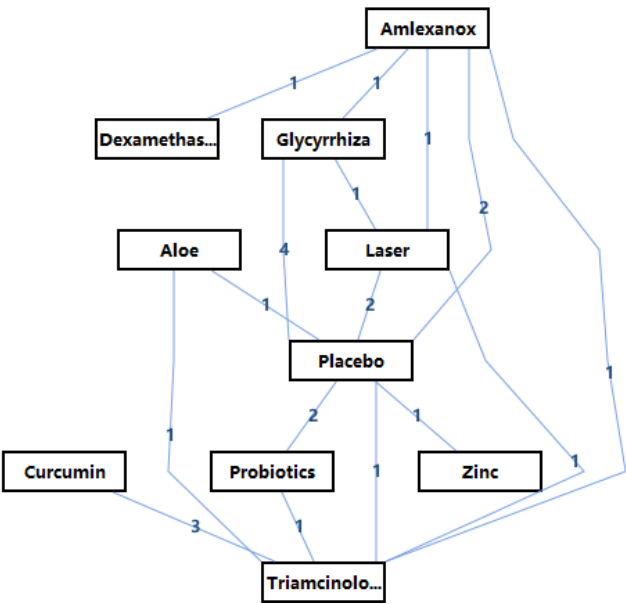 Amlexanox
1
1
Dexamethas...
Glycyrrhiza
1
1
2
Aloe
4
Laser
1
2
Placebo
1
2
1
1
Curcumin
Probiotics
1
Zinc
1
3
1
Triamcinolo...